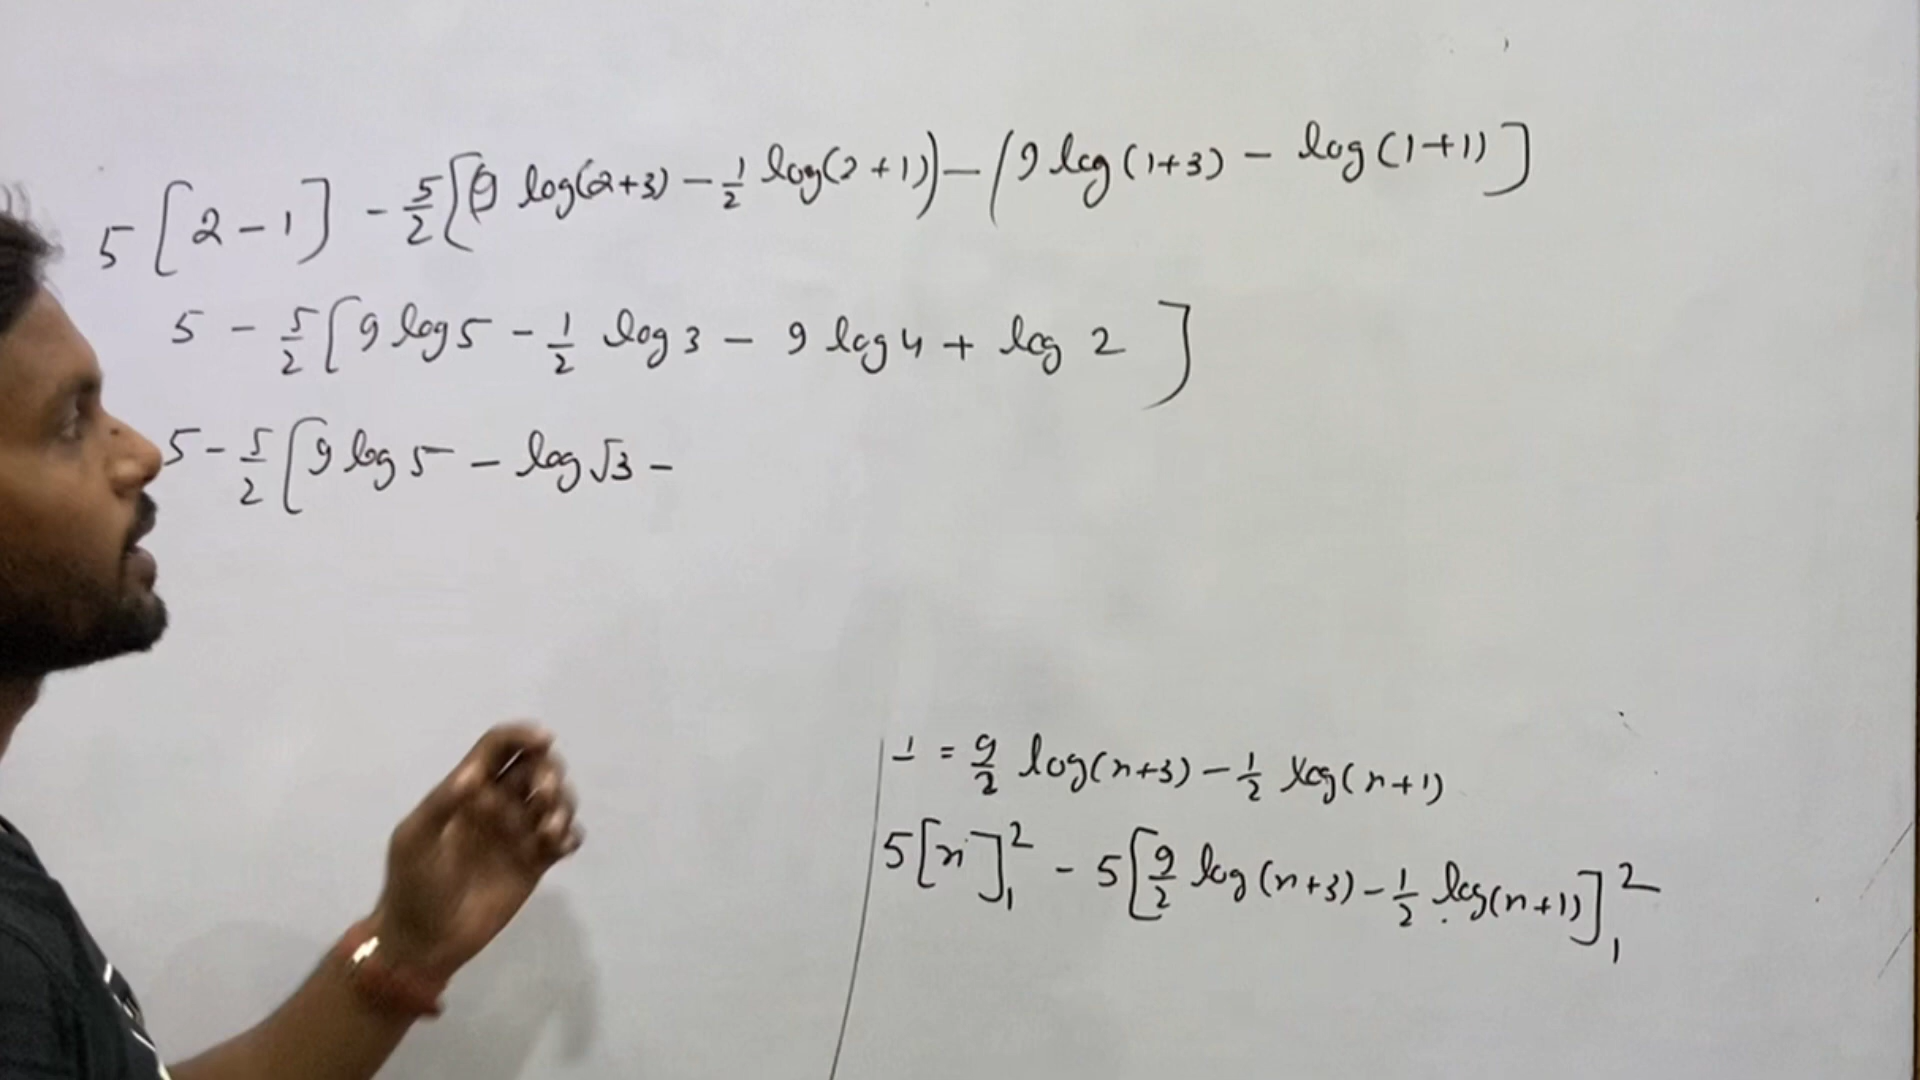 5[2-1] - 5/2[(9 log(2+3) - 1/2 log(2+1)) - (9 log(1+3) - log(1+1)]
5 - 5/2[9 log 5 - 1/2 log 3 - 9 log 4 + log 2]
5 - 5/2[9 log 5 - log √3 -
I = 9/2 log(x+3) - 1/2 log(x+1)
5[x]₁² - 5[9/2 log(x+3) - 1/2 log(x+1)]₁²